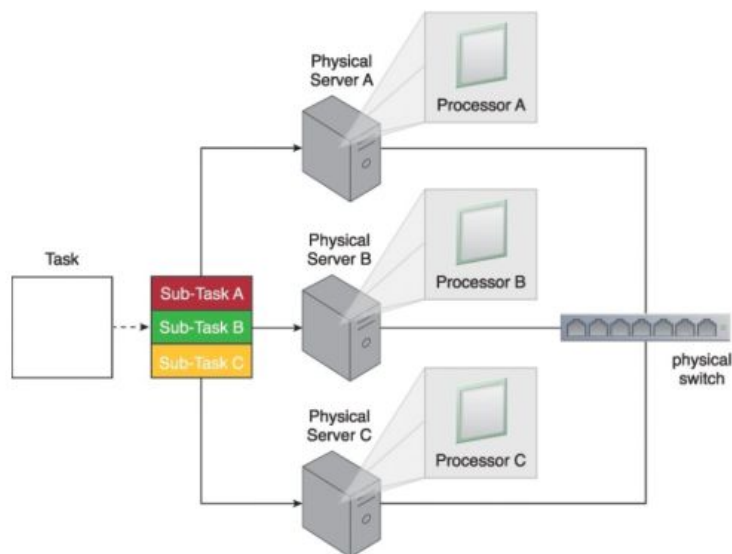 Physical
Server A
Processor A
Physical
Server B
Processor B
Task
Sub-Task A
Sub-Task B
Sub-Task C
physical
switch
Physical
Server C
Processor C